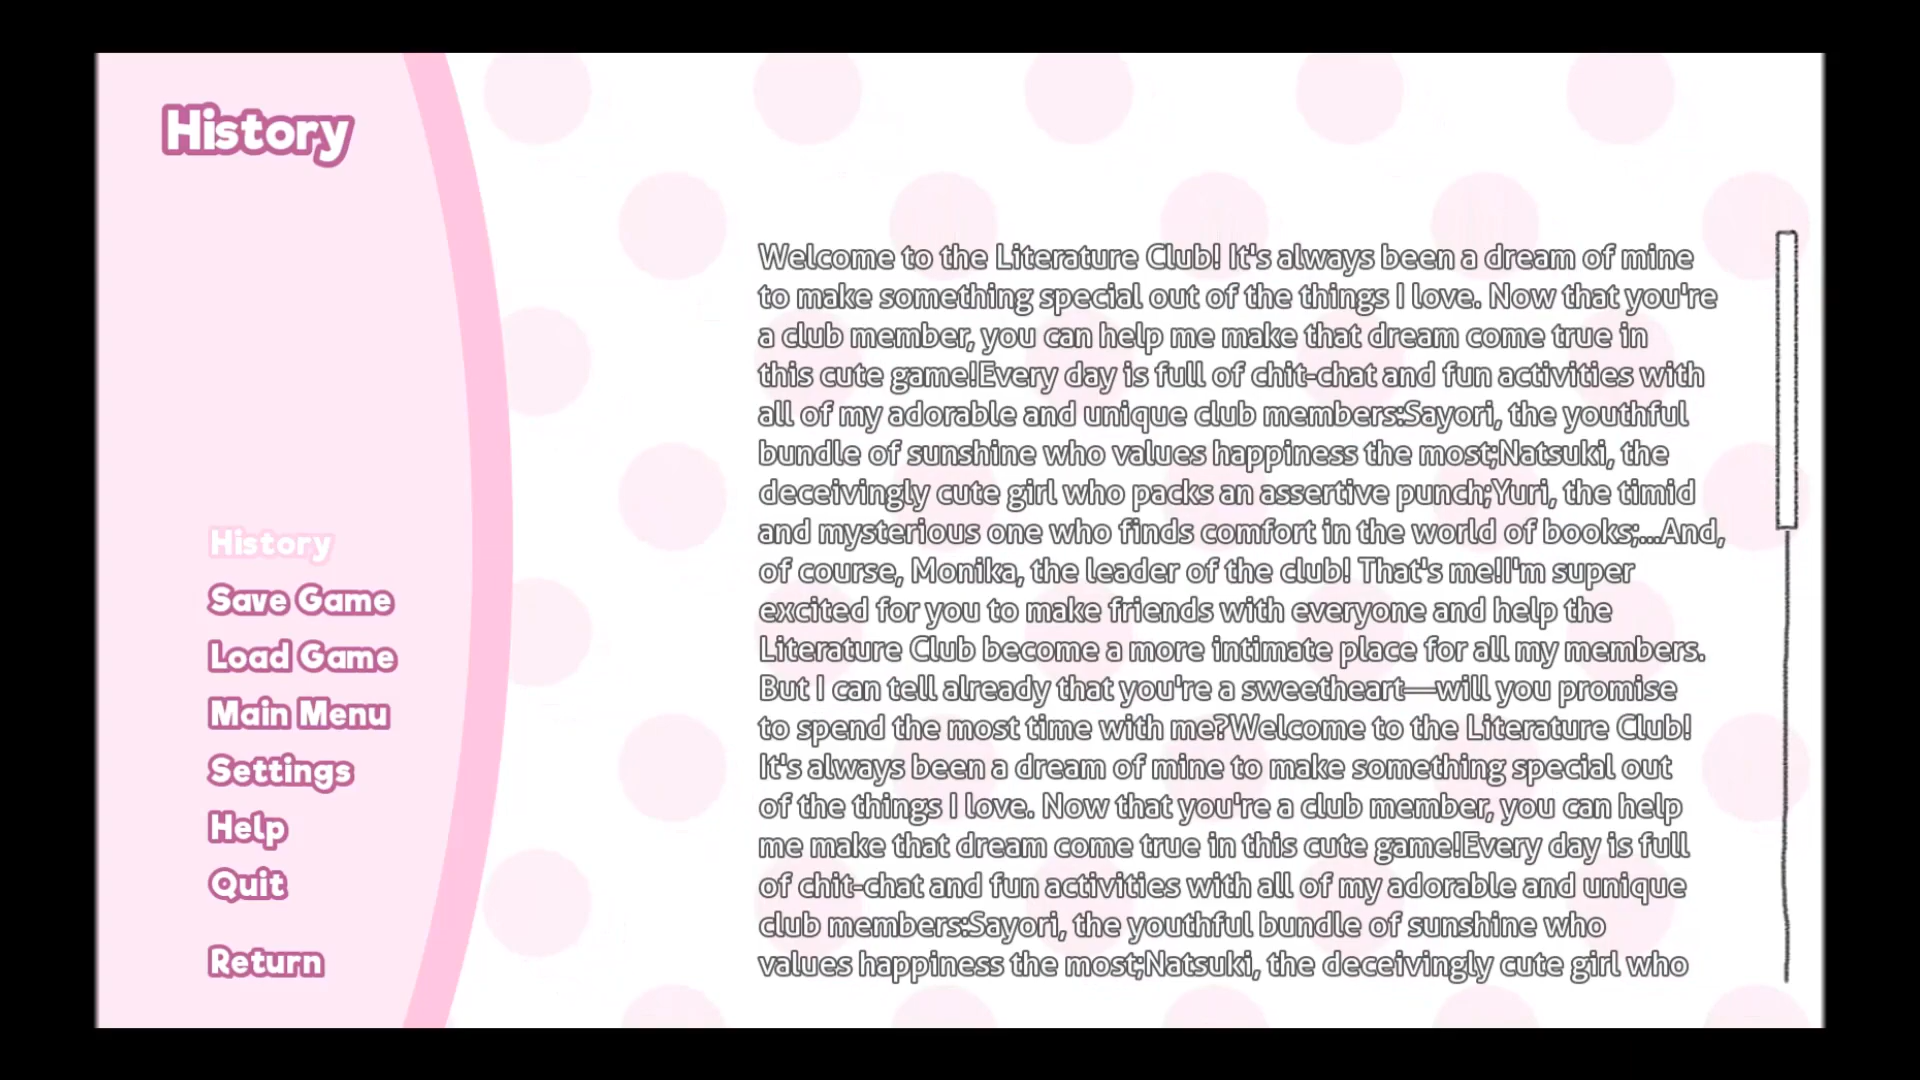 History
History
Save Game
Load Game
Main Menu
Settings
Help
Quit
Return
Welcome to the Literature Club! It's always been a dream of mine
to make something special out of the things I love. Now that you're
a club member, you can help me make that dream come true in
this cute game!Every day is full of chit-chat and fun activities with
all of my adorable and unique club members:Sayori, the youthful
bundle of sunshine who values happiness the most;Natsuki, the
deceivingly cute girl who packs an assertive punch;Yuri, the timid
and mysterious one who finds comfort in the world of books;...And,
of course, Monika, the leader of the club! That's me!I'm super
excited for you to make friends with everyone and help the
Literature Club become a more intimate place for all my members.
But I can tell already that you're a sweetheart—will you promise
to spend the most time with me?Welcome to the Literature Club!
It's always been a dream of mine to make something special out
of the things I love. Now that you're a club member, you can help
me make that dream come true in this cute game!Every day is full
of chit-chat and fun activities with all of my adorable and unique
club members:Sayori, the youthful bundle of sunshine who
values happiness the most;Natsuki, the deceivingly cute girl who